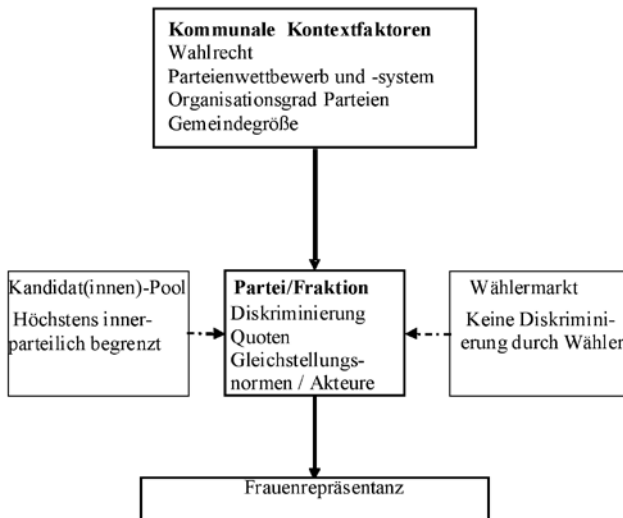 Kommunale Kontextfaktoren
Wahlrecht
Parteienwettbewerb und -system
Organisationsgrad Parteien
Gemeindegröße
Kandidat(innen)-Pool
Höchstens inner-
parteilich begrenzt
Partei/Fraktion
Diskriminierung
Quoten
Gleichstellungs-
normen / Akteure
Wählermarkt
Keine Diskrimini-
erung durch Wähler
Frauenrepräsentanz